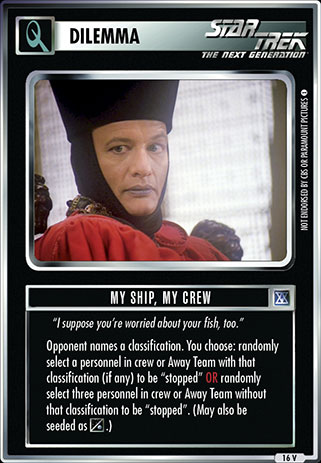 Q DILEMMA
STAR TREK
THE NEXT GENERATION®
NOT ENDORSED BY CBS OR PARAMOUNT PICTURES
MY SHIP, MY CREW
"I suppose you're worried about your fish, too."
Opponent names a classification. You choose: randomly
select a personnel in crew or Away Team with that
classification (if any) to be "stopped" OR randomly
select three personnel in crew or Away Team without
that classification to be "stopped". (May also be
seeded as .)
16 V